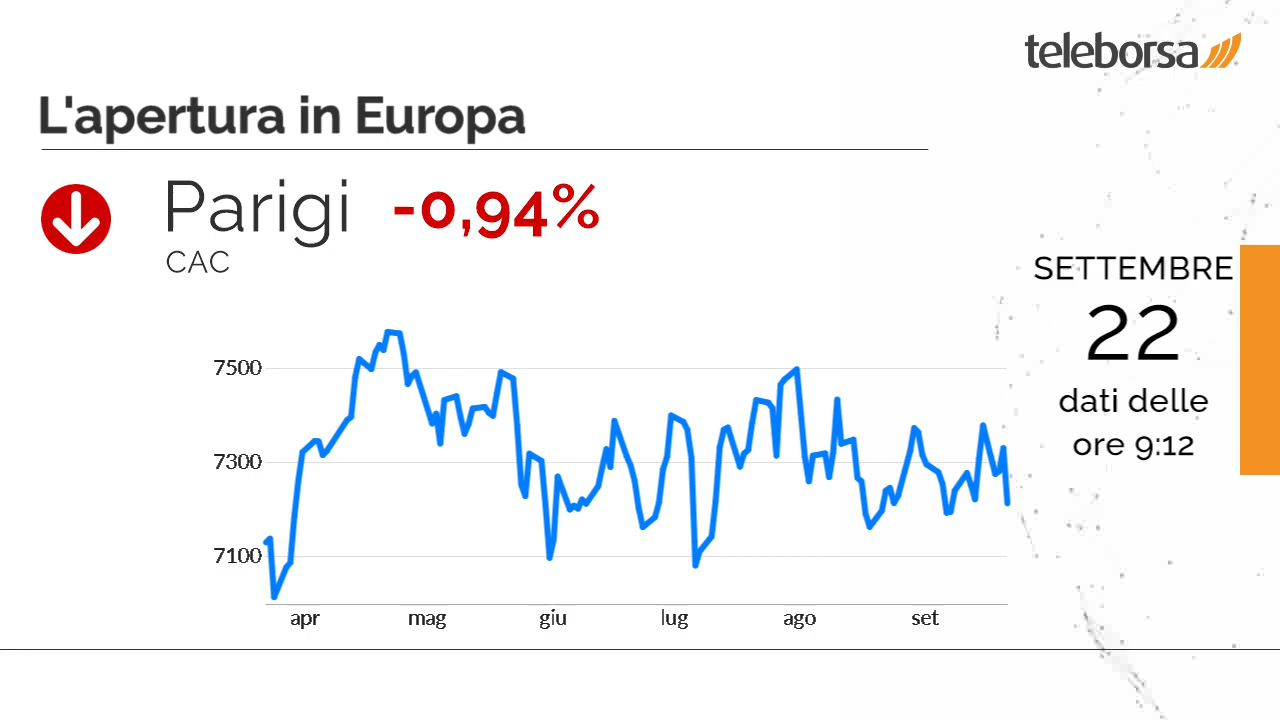 teleborsa
L'apertura in Europa
Parigi -0,94%
CAC
SETTEMBRE
22
dati delle
ore 9:12
7500
7300
7100
apr mag giu lug ago set